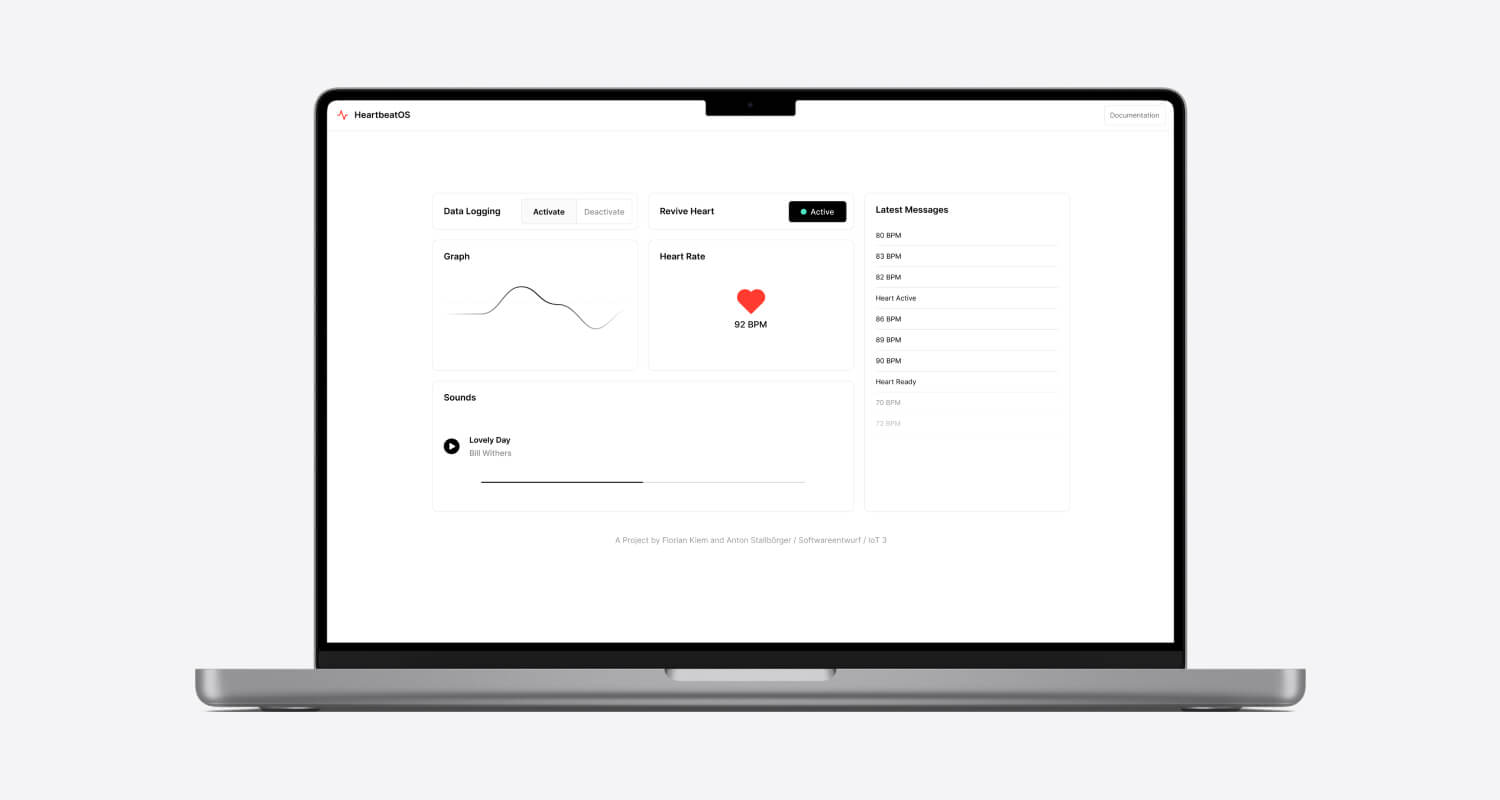 HeartbeatOS
Documentation
Data Logging
Activate
Deactivate
Revive Heart
Active
Graph
Heart Rate
92 BPM
Sounds
Lovely Day
Bill Withers
Latest Messages
80 BPM
83 BPM
82 BPM
Heart Active
86 BPM
89 BPM
90 BPM
Heart Ready
70 BPM
72 BPM
A Project by Florian Kiem and Anton Stallbörger / Softwareentwurf / IoT 3